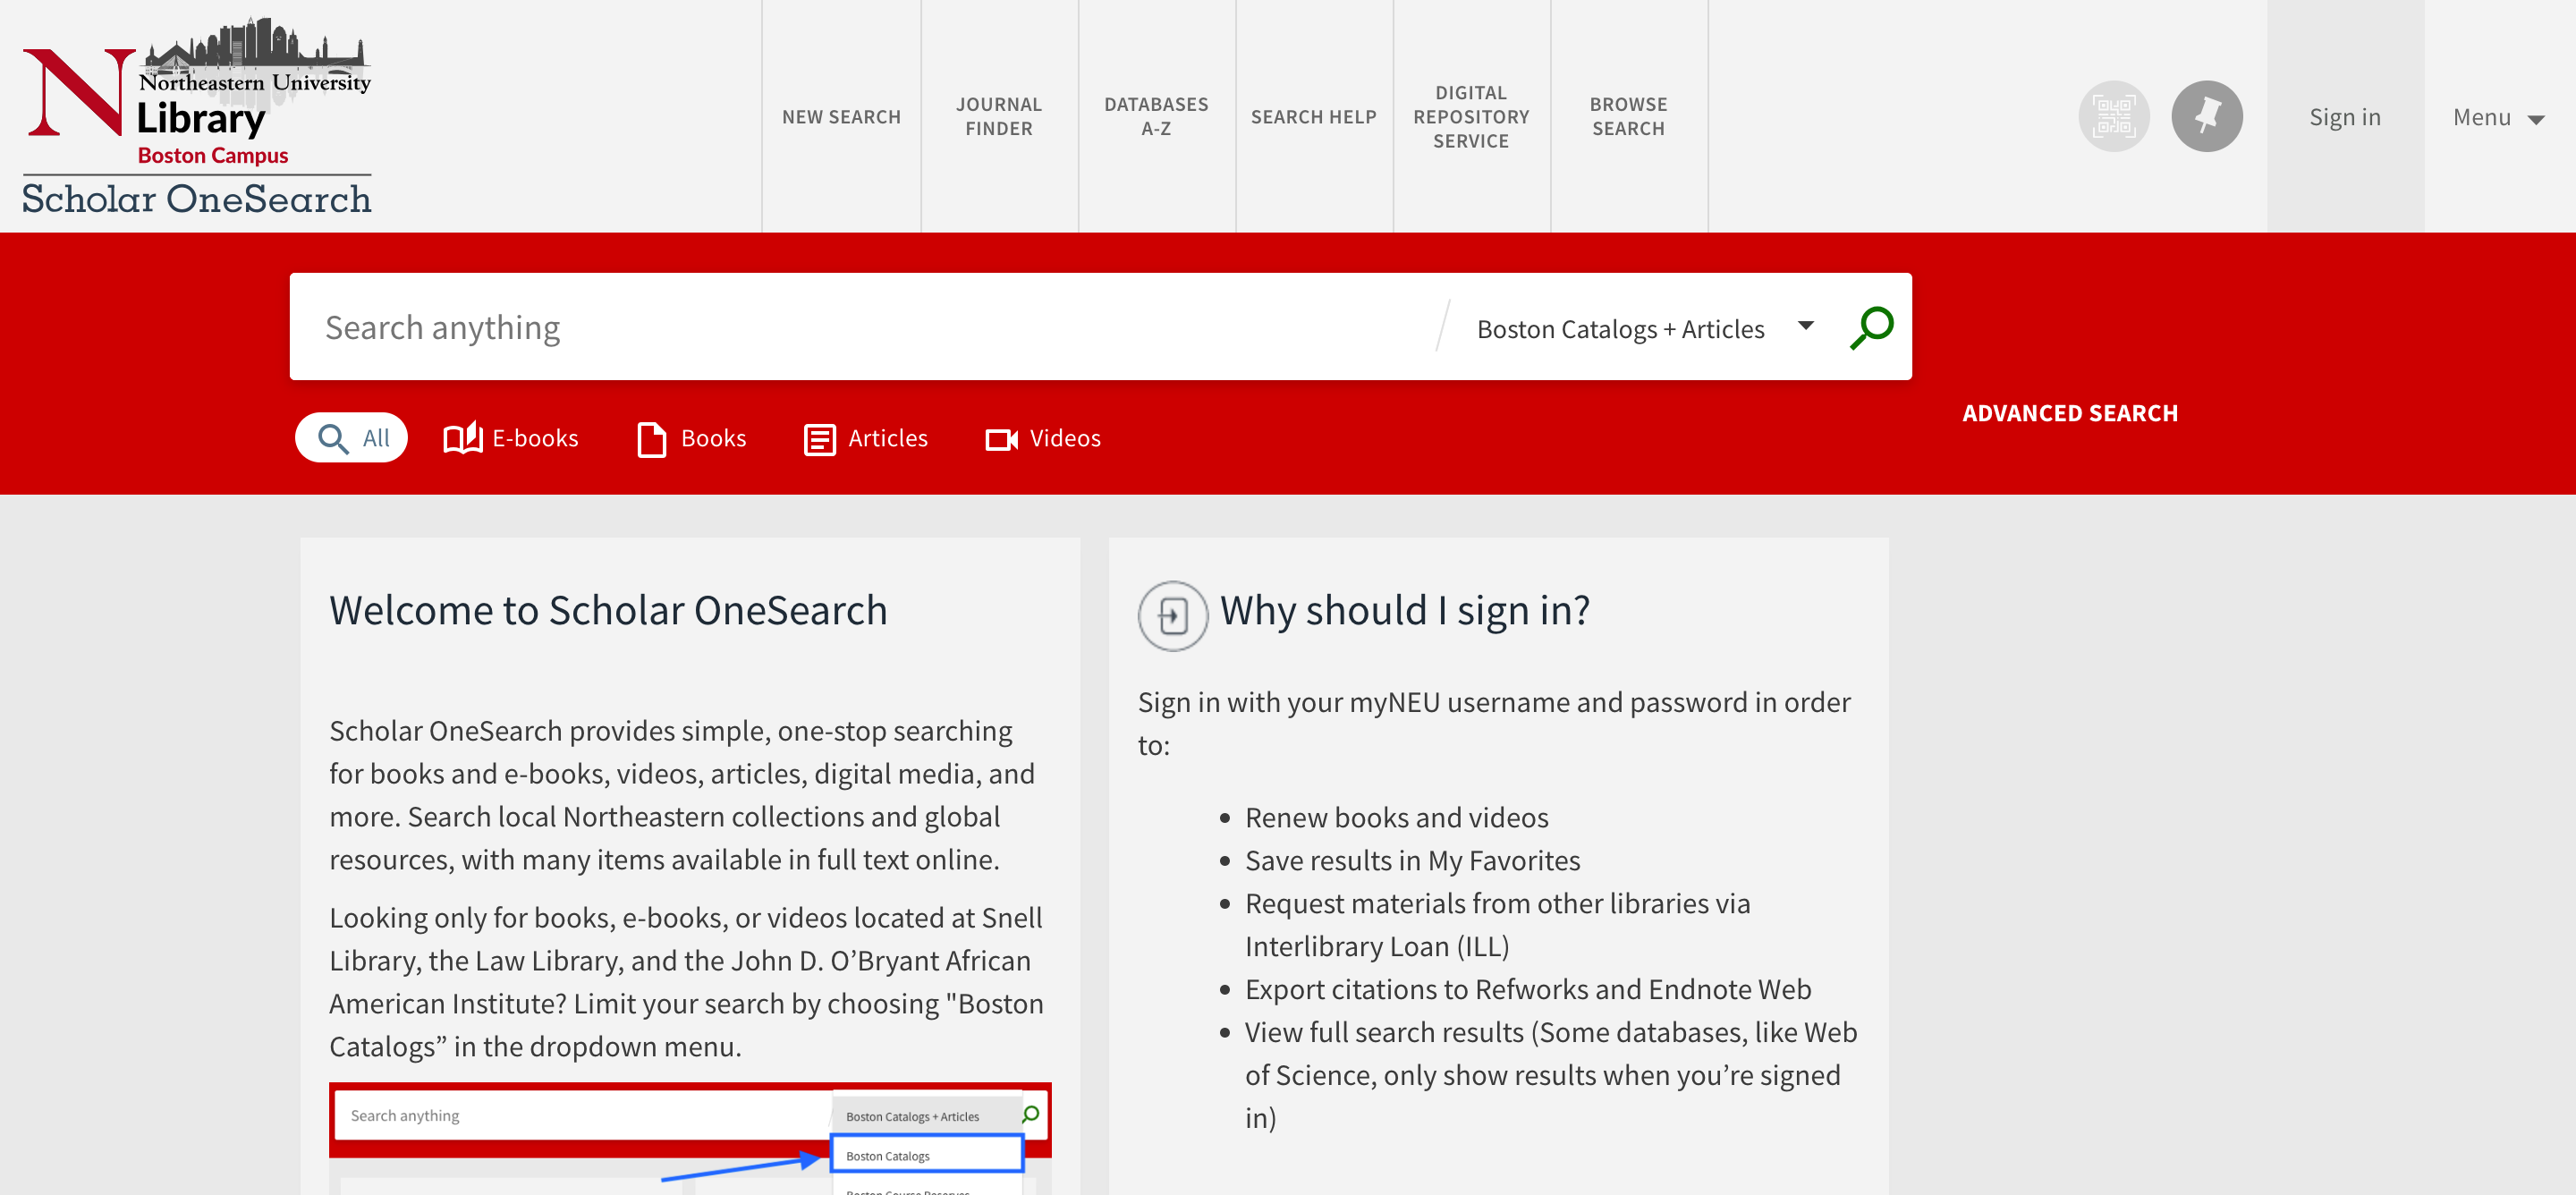 Northeastern University
Library
Boston Campus
Scholar OneSearch
NEW SEARCH
JOURNAL
FINDER
DATABASES
A-Z
SEARCH HELP
DIGITAL
REPOSITORY
SERVICE
BROWSE
SEARCH
Sign in
Menu
Search anything
Boston Catalogs + Articles
All
E-books
Books
Articles
Videos
ADVANCED SEARCH
Welcome to Scholar OneSearch
Scholar OneSearch provides simple, one-stop searching
for books and e-books, videos, articles, digital media, and
more. Search local Northeastern collections and global
resources, with many items available in full text online.
Looking only for books, e-books, or videos located at Snell
Library, the Law Library, and the John D. O’Bryant African
American Institute? Limit your search by choosing "Boston
Catalogs” in the dropdown menu.
Search anything
Boston Catalogs + Articles
Boston Catalogs
Boston Course Reserves
Why should I sign in?
Sign in with your myNEU username and password in order
to:
• Renew books and videos
• Save results in My Favorites
• Request materials from other libraries via
Interlibrary Loan (ILL)
• Export citations to Refworks and Endnote Web
• View full search results (Some databases, like Web
of Science, only show results when you’re signed
in)